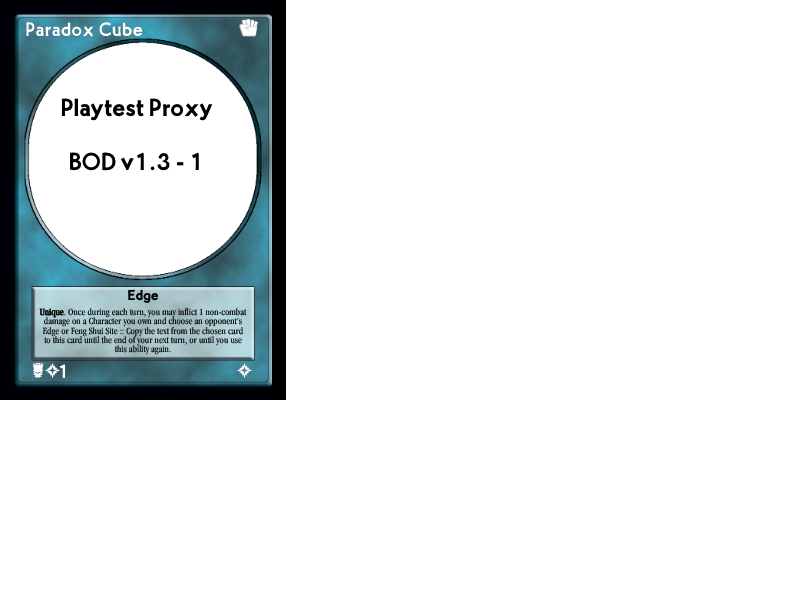 Paradox Cube
Playtest Proxy
BOD v1.3 - 1
Edge
Unique. Once during each turn, you may inflict 1 non-combat
damage on a Character you own and choose an opponent's
Edge or Feng Shui Site :: Copy the text from the chosen card
to this card until the end of your next turn, or until you use
this ability again.
1